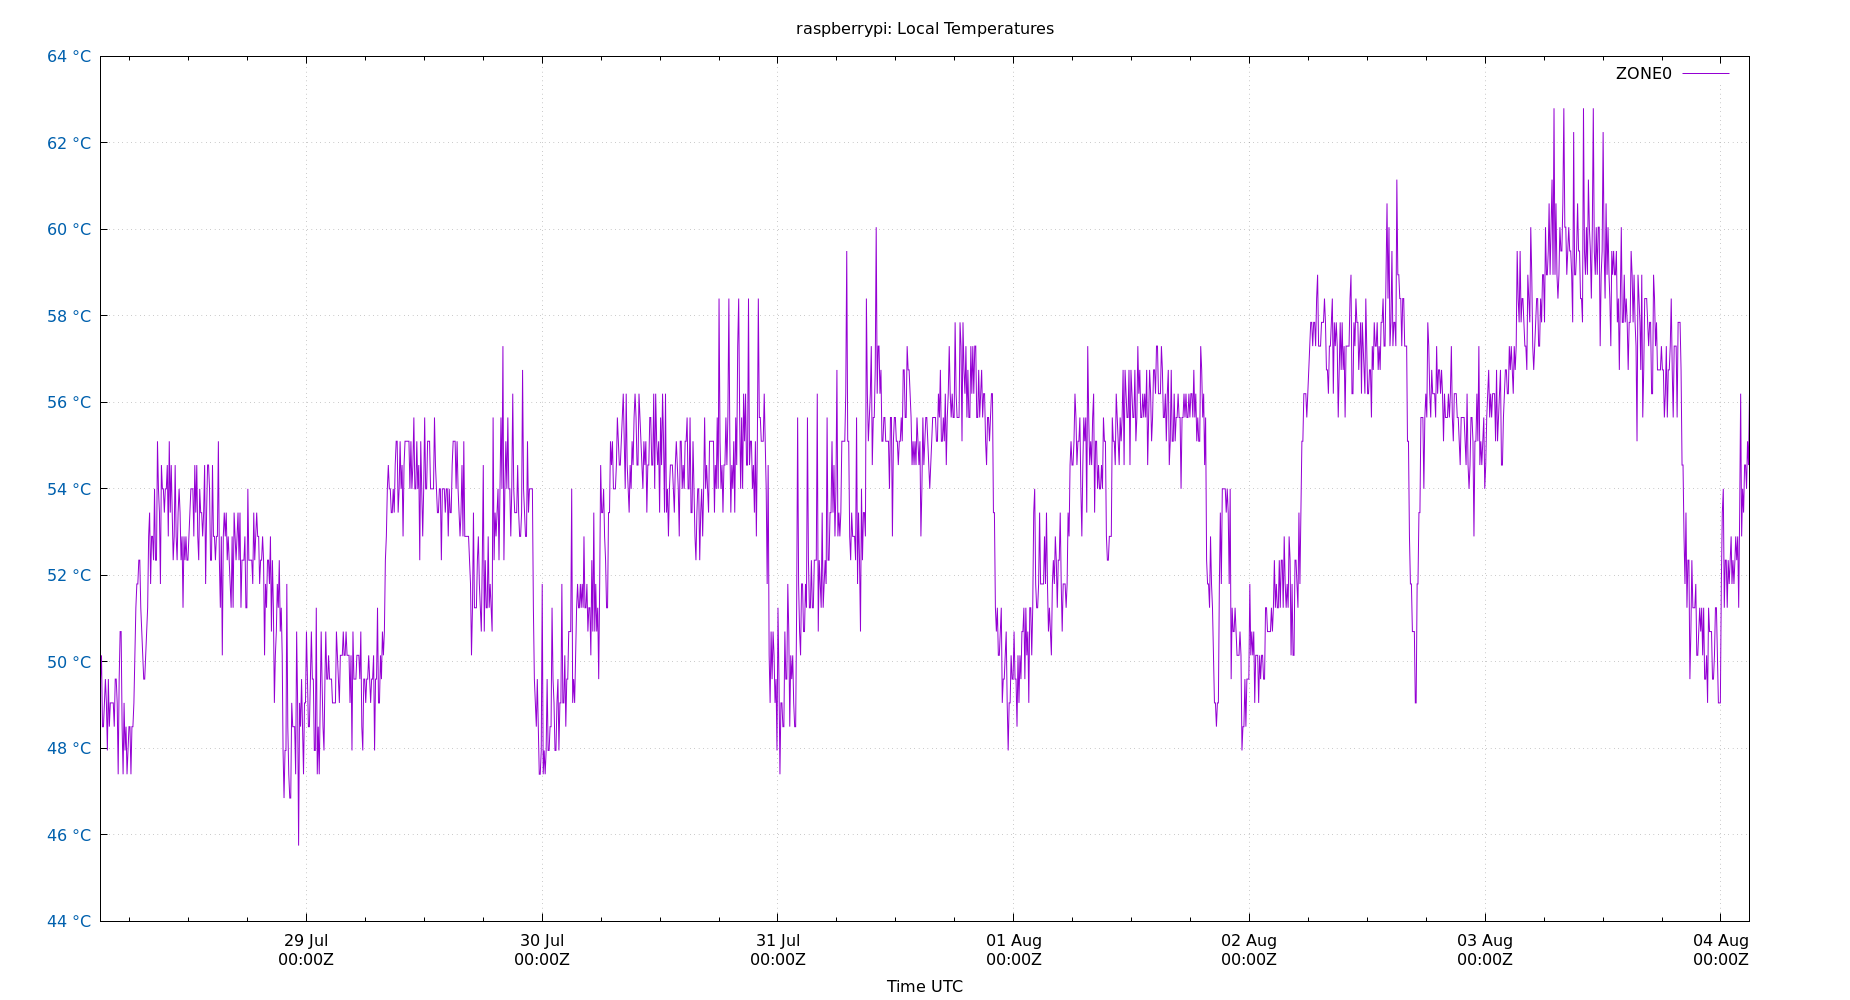 raspberrypi: Local Temperatures
64 °C
ZONE0
62 °C
60 °C
58 °C
56 °C
54 °C
52 °C
50 °C
48 °C
46 °C
44 °C
29 Jul 30 Jul 31 Jul 01 Aug 02 Aug 03 Aug 04 Aug
00:00Z 00:00Z 00:00Z 00:00Z 00:00Z 00:00Z 00:00Z
Time UTC